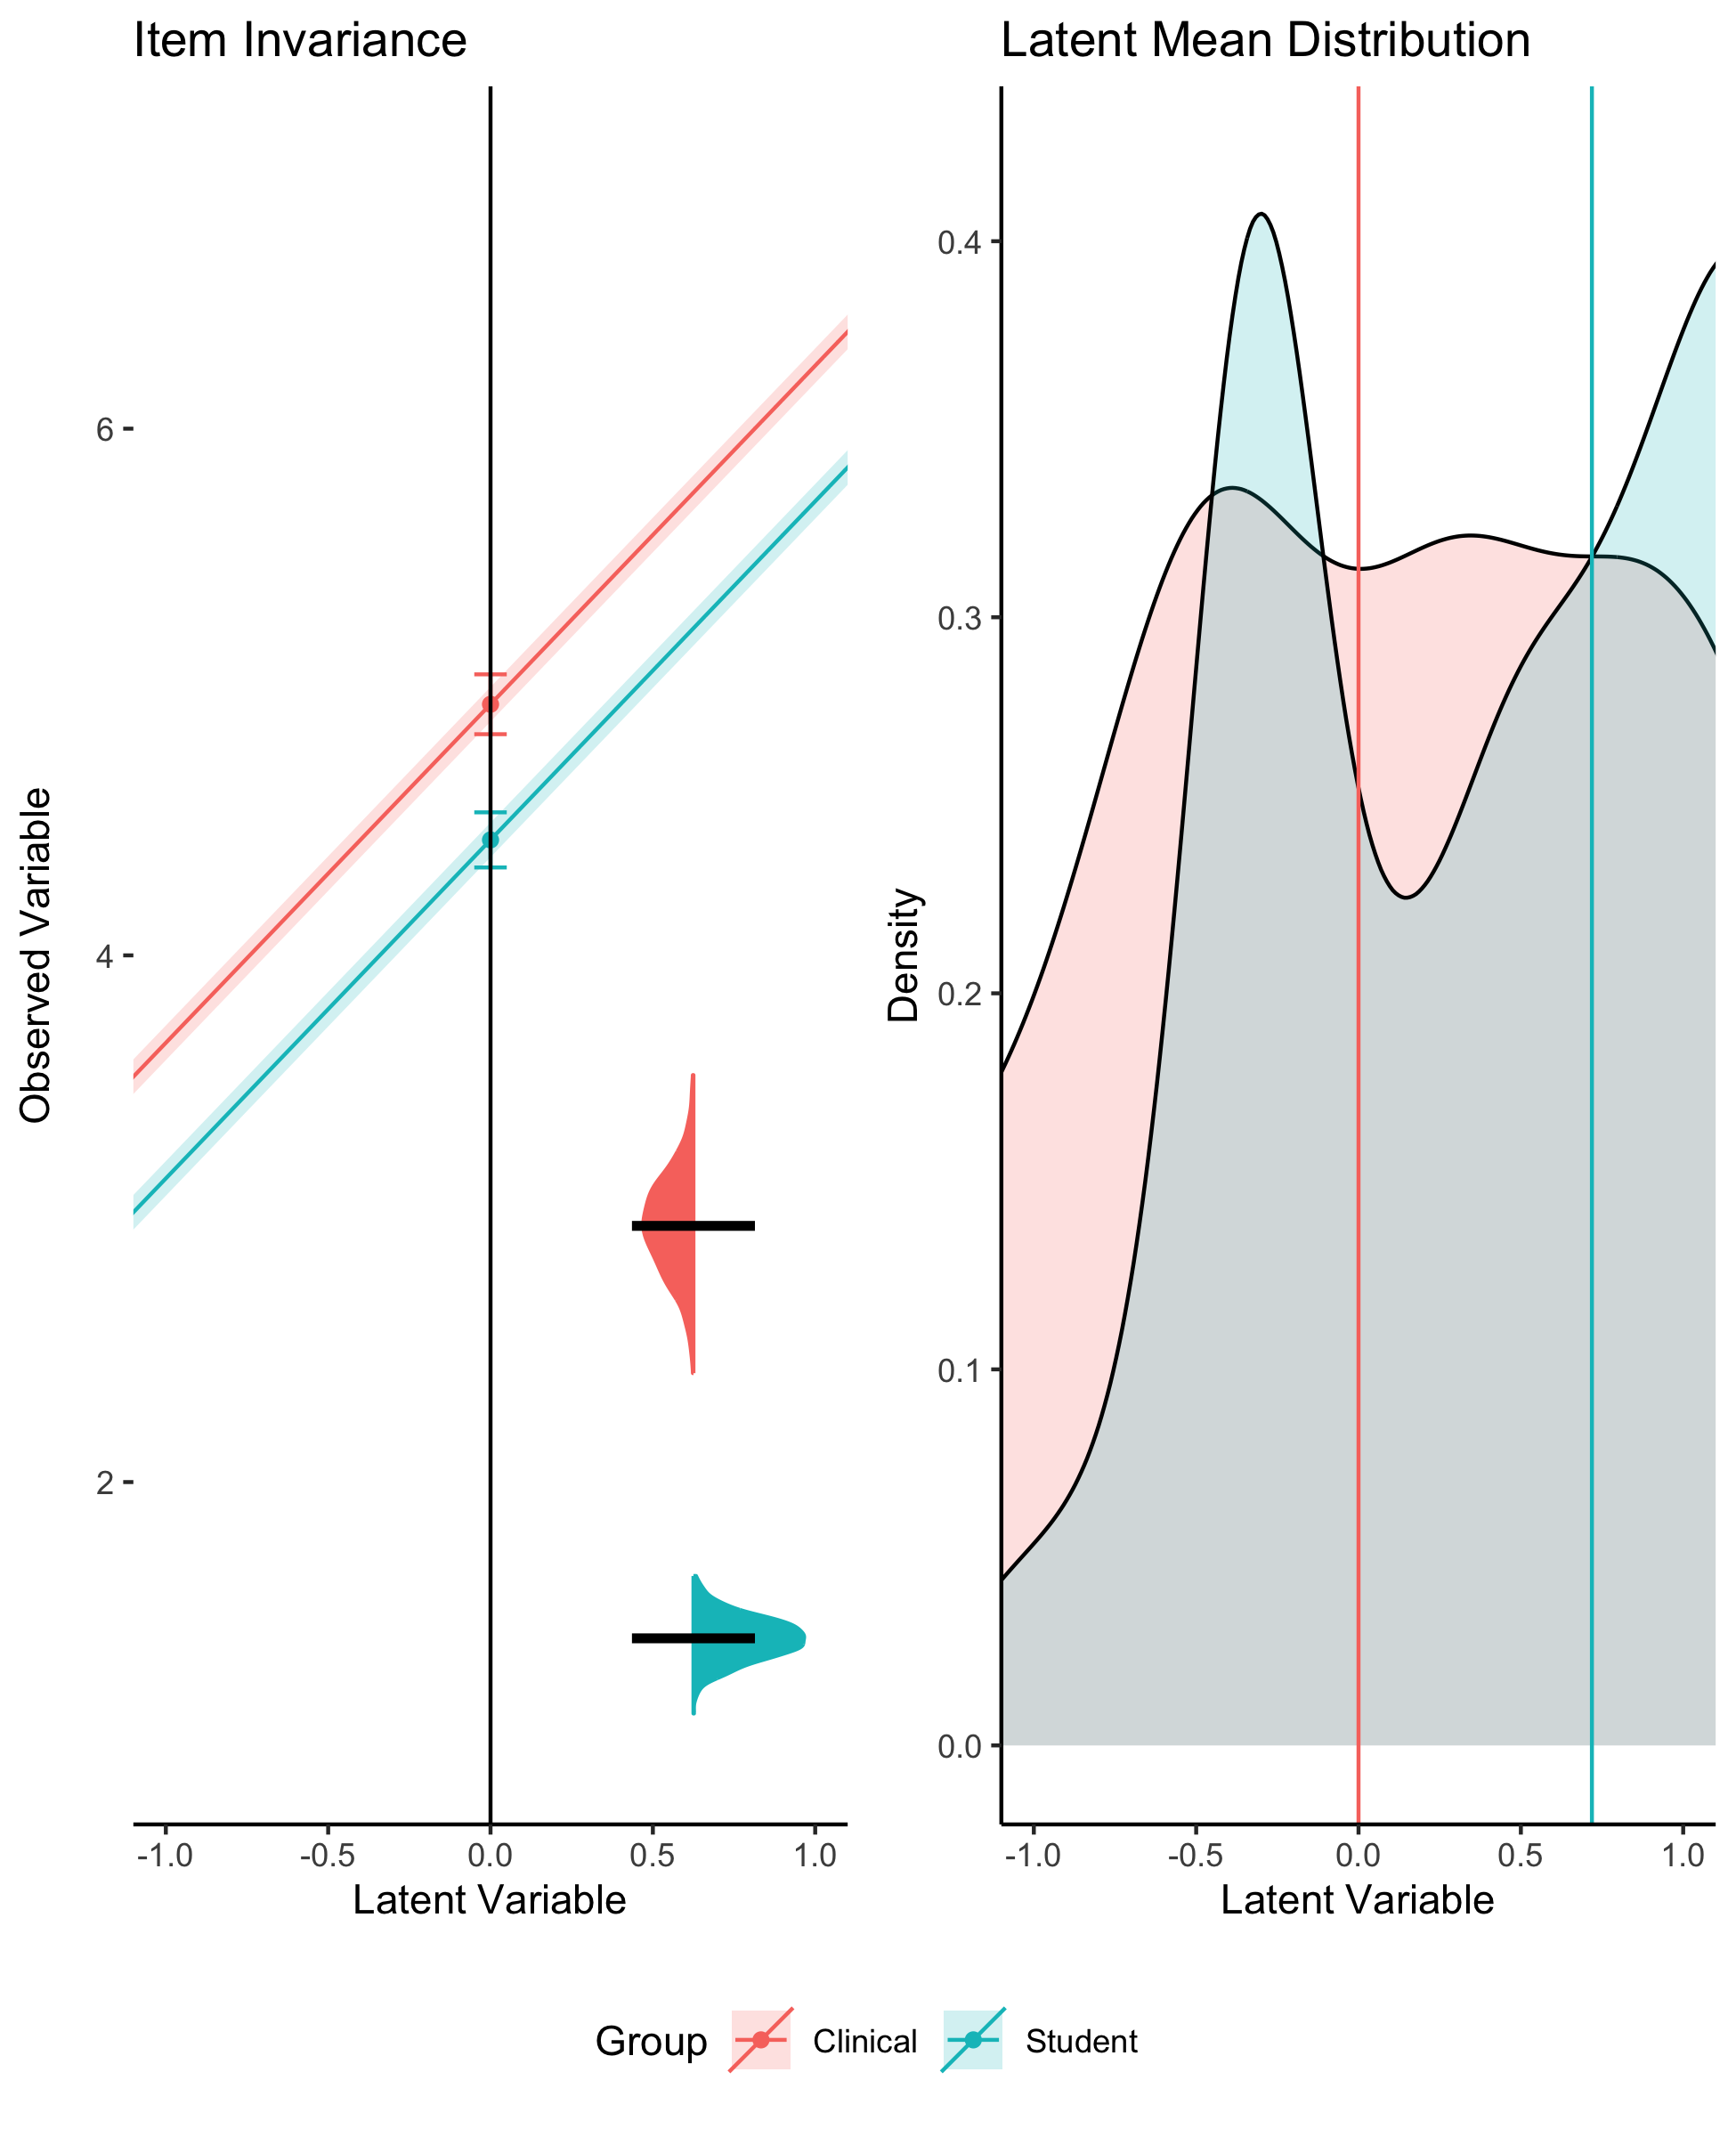 Item Invariance
Observed Variable
6
4
2
-1.0 -0.5 0.0 0.5 1.0
Latent Variable
Latent Mean Distribution
Density
0.4
0.3
0.2
0.1
0.0
-1.0 -0.5 0.0 0.5 1.0
Latent Variable
Group Clinical Student